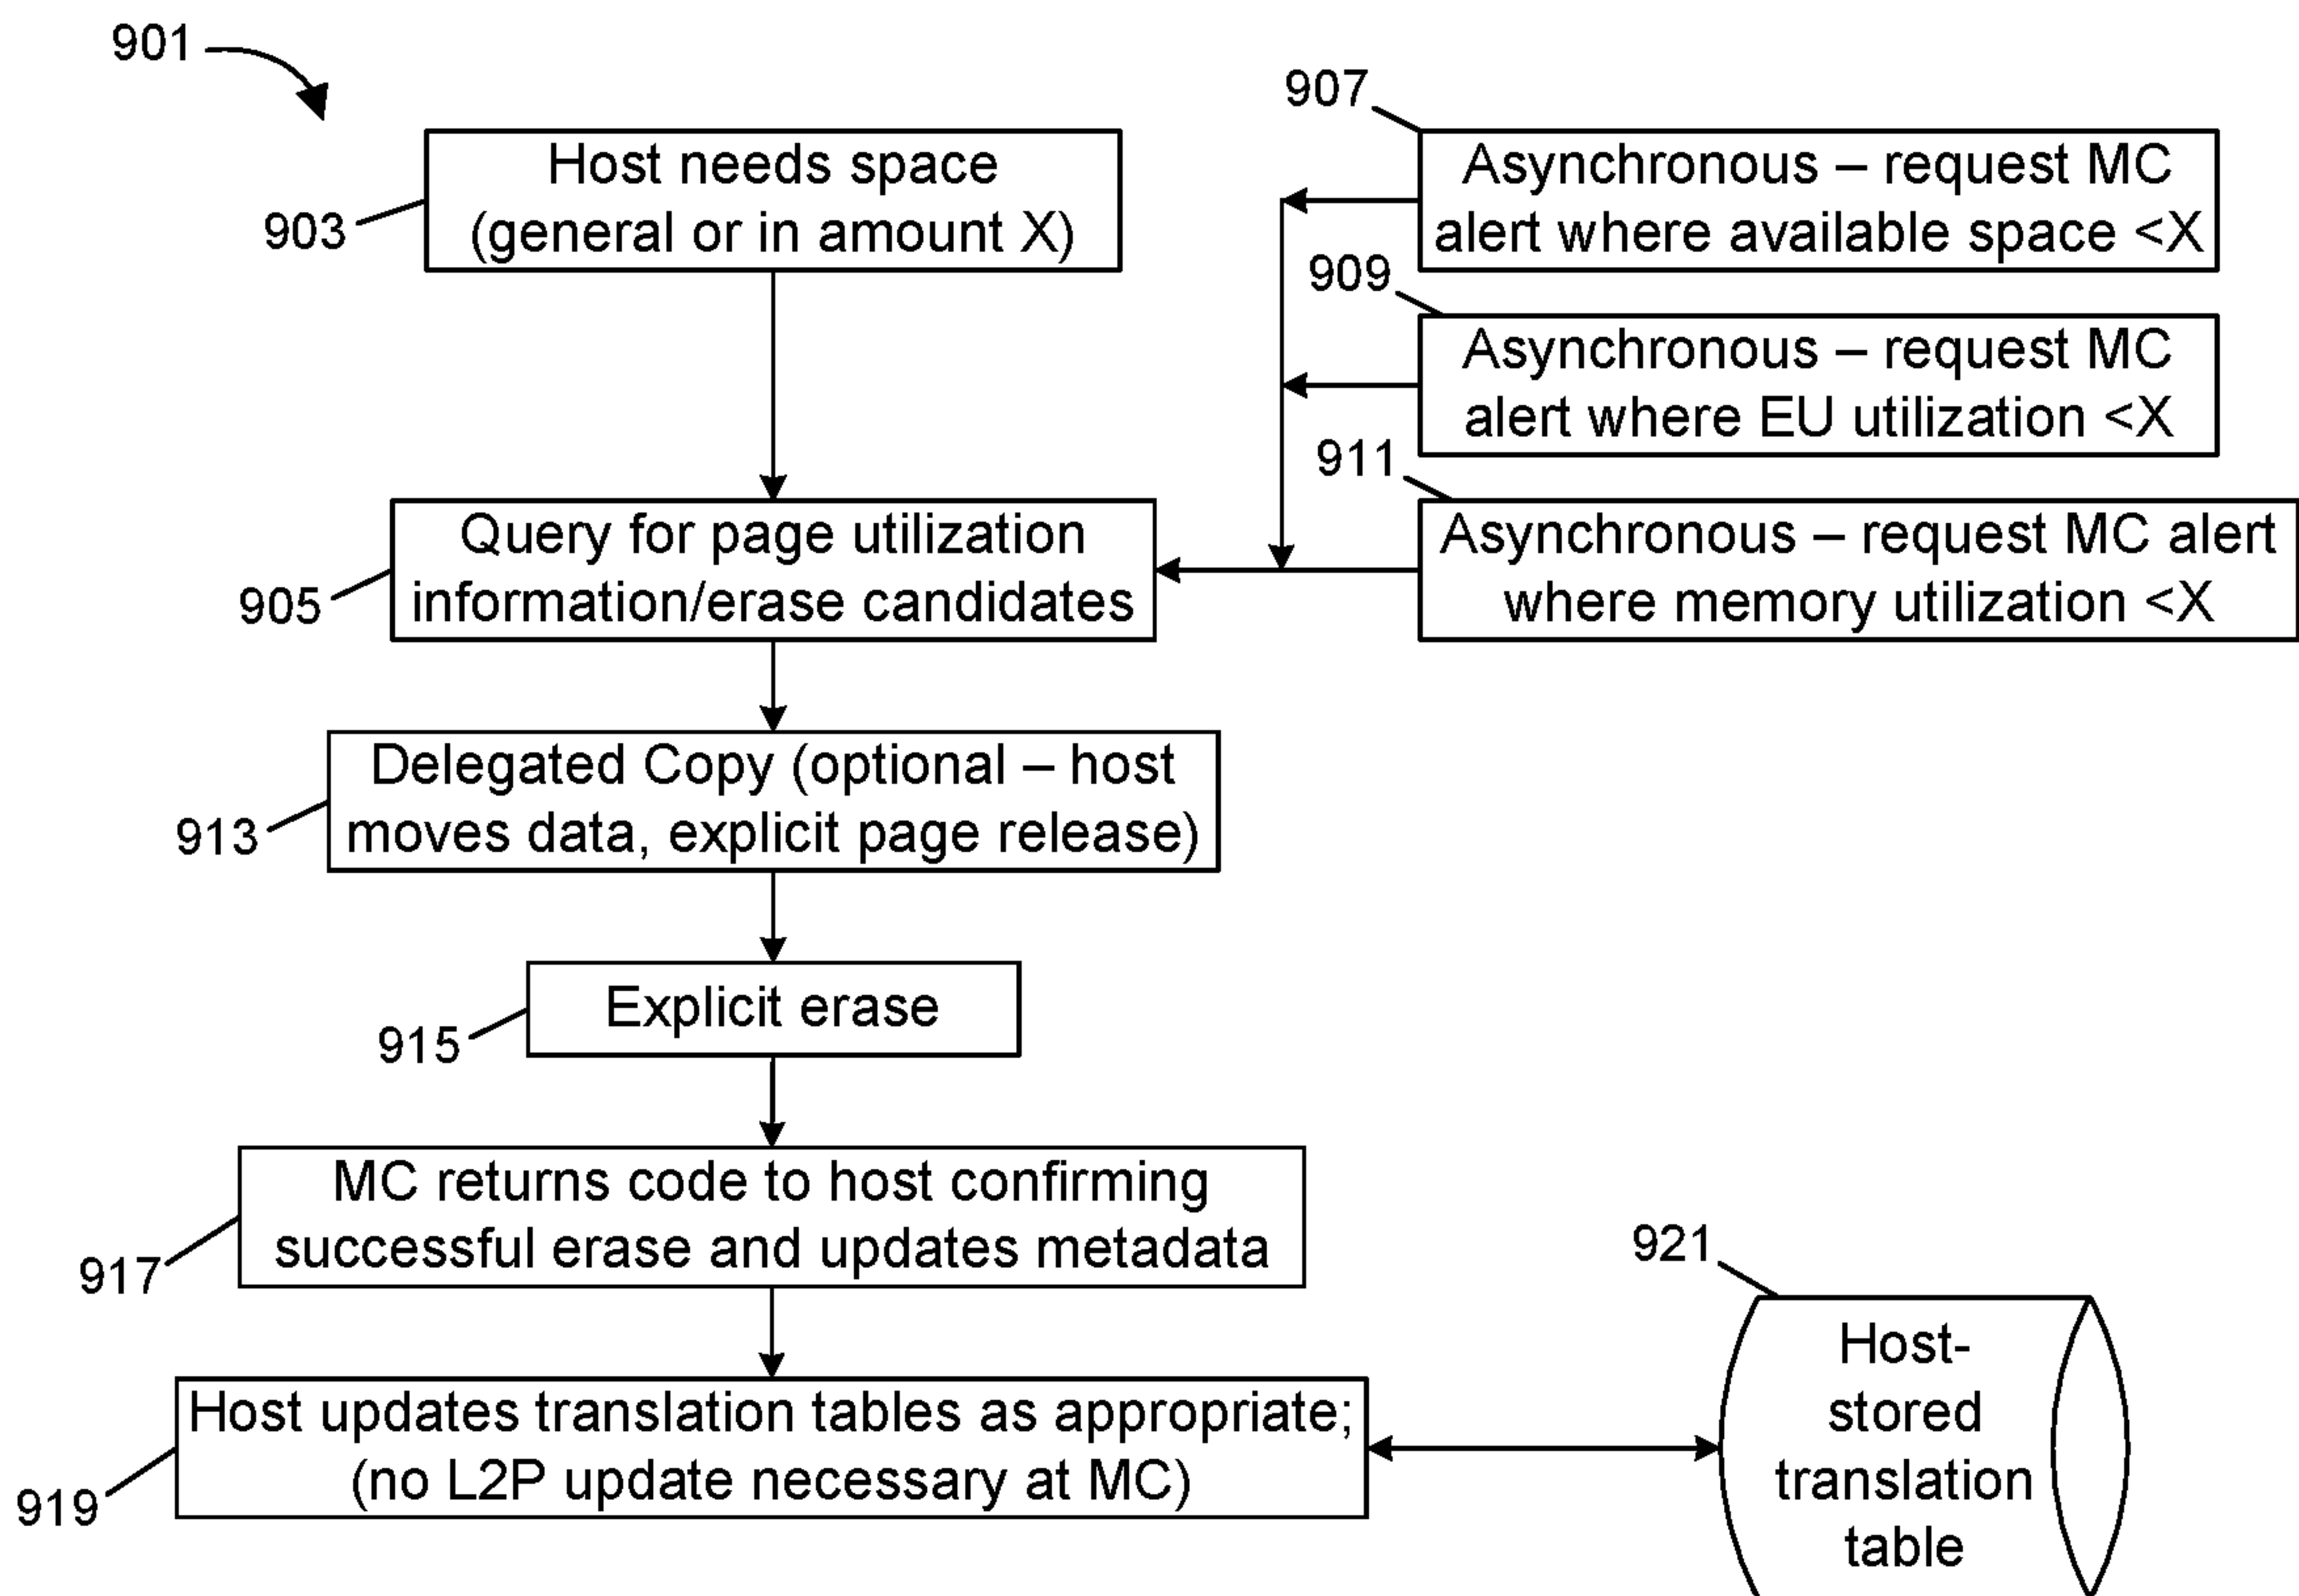 901
907
Host needs space
(general or in amount X)
903
Asynchronous – request MC
alert where available space <X
909
Asynchronous – request MC
alert where EU utilization <X
911
Query for page utilization
information/erase candidates
905
Asynchronous – request MC alert
where memory utilization <X
Delegated Copy (optional – host
moves data, explicit page release)
913
Explicit erase
915
MC returns code to host confirming
successful erase and updates metadata
917
Host updates translation tables as appropriate;
(no L2P update necessary at MC)
919
921
Host-
stored
translation
table